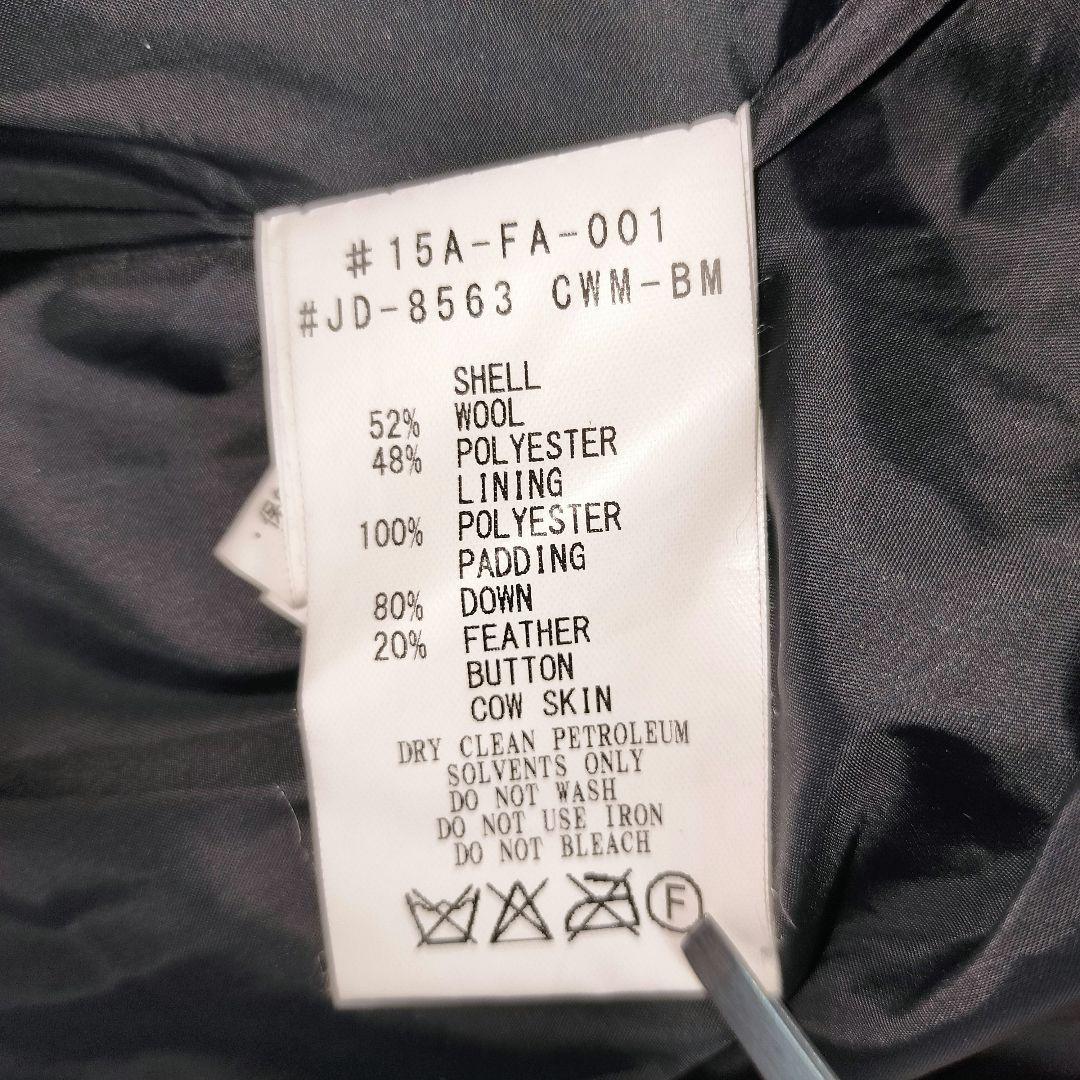 #15A-FA-001
#JD-8563 CWM-BM
SHELL
52% WOOL
48% POLYESTER
LINING
100% POLYESTER
PADDING
80% DOWN
20% FEATHER
BUTTON
COW SKIN
DRY CLEAN PETROLEUM
SOLVENTS ONLY
DO NOT WASH
DO NOT USE IRON
DO NOT BLEACH
F